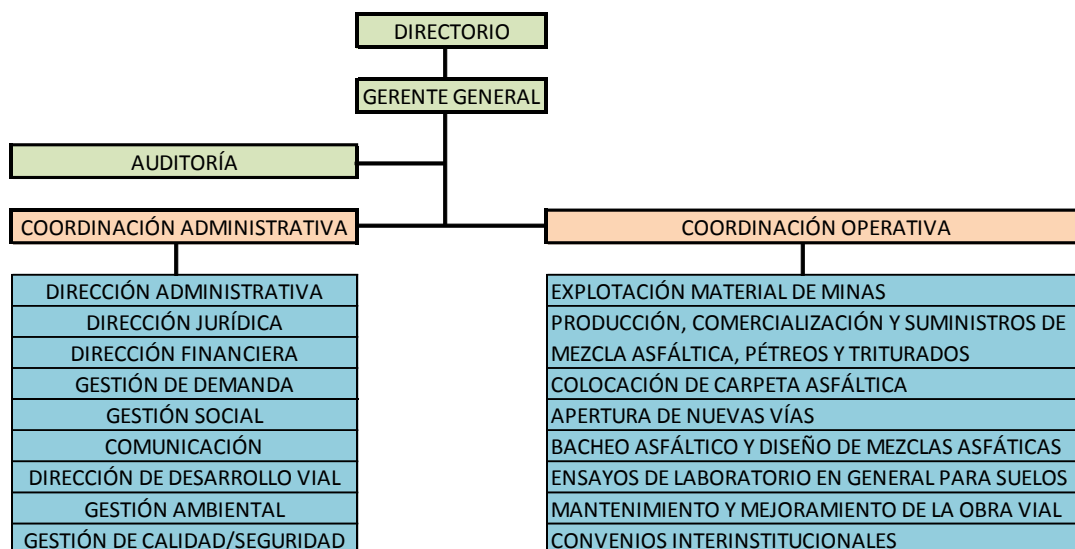 DIRECTORIO
GERENTE GENERAL
AUDITORÍA
COORDINACIÓN ADMINISTRATIVA
DIRECCIÓN ADMINISTRATIVA
DIRECCIÓN JURÍDICA
DIRECCIÓN FINANCIERA
GESTIÓN DE DEMANDA
GESTIÓN SOCIAL
COMUNICACIÓN
DIRECCIÓN DE DESARROLLO VIAL
GESTIÓN AMBIENTAL
GESTIÓN DE CALIDAD/SEGURIDAD
COORDINACIÓN OPERATIVA
EXPLOTACIÓN MATERIAL DE MINAS
PRODUCCIÓN, COMERCIALIZACIÓN Y SUMINISTROS DE
MEZCLA ASFÁLTICA, PÉTREOS Y TRITURADOS
COLOCACIÓN DE CARPETA ASFÁLTICA
APERTURA DE NUEVAS VÍAS
BACHEO ASFÁLTICO Y DISEÑO DE MEZCLAS ASFÁTICAS
ENSAYOS DE LABORATORIO EN GENERAL PARA SUELOS
MANTENIMIENTO Y MEJORAMIENTO DE LA OBRA VIAL
CONVENIOS INTERINSTITUCIONALES